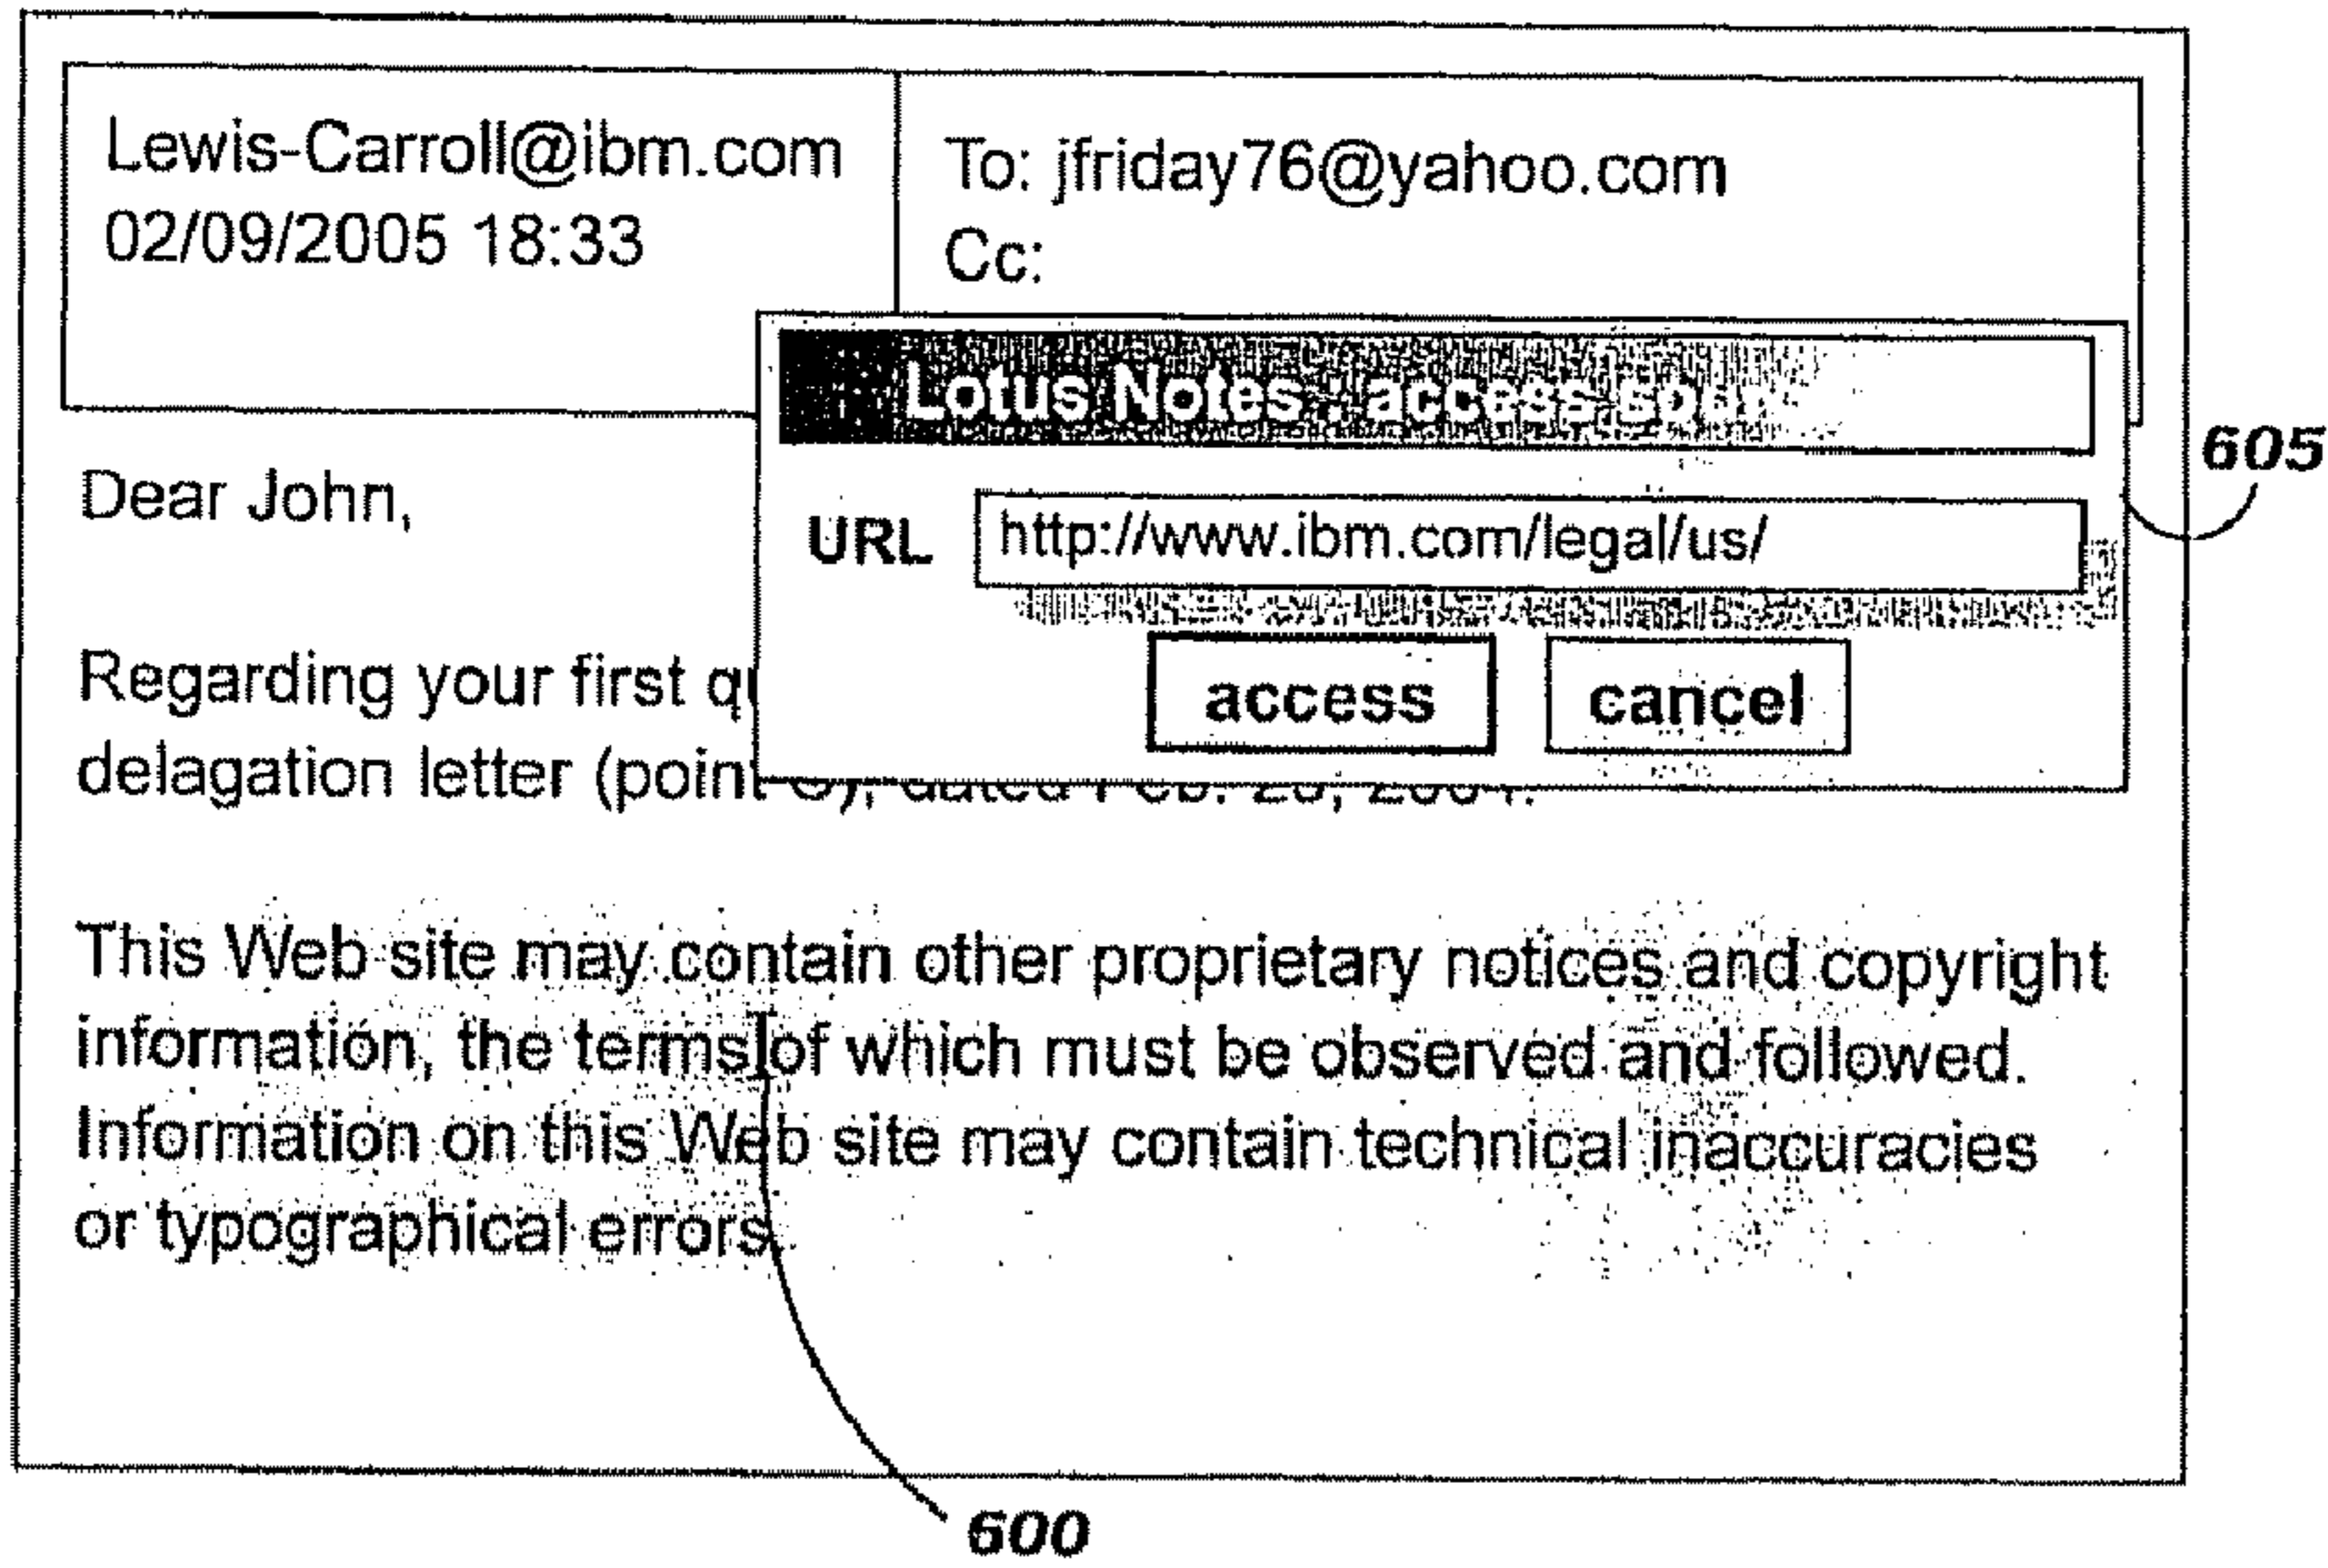 Lewis-Carroll@ibm.com
02/09/2005 18:33
To: jfriday76@yahoo.com
Cc:
Lotus Notes: access
605
Dear John,
URL http://www.ibm.com/legal/us/
access cancel
Regarding your first
delagation letter (point
This Web site may contain other proprietary notices and copyright
information, the terms of which must be observed and followed.
Information on this Web site may contain technical inaccuracies
or typographical errors.
600